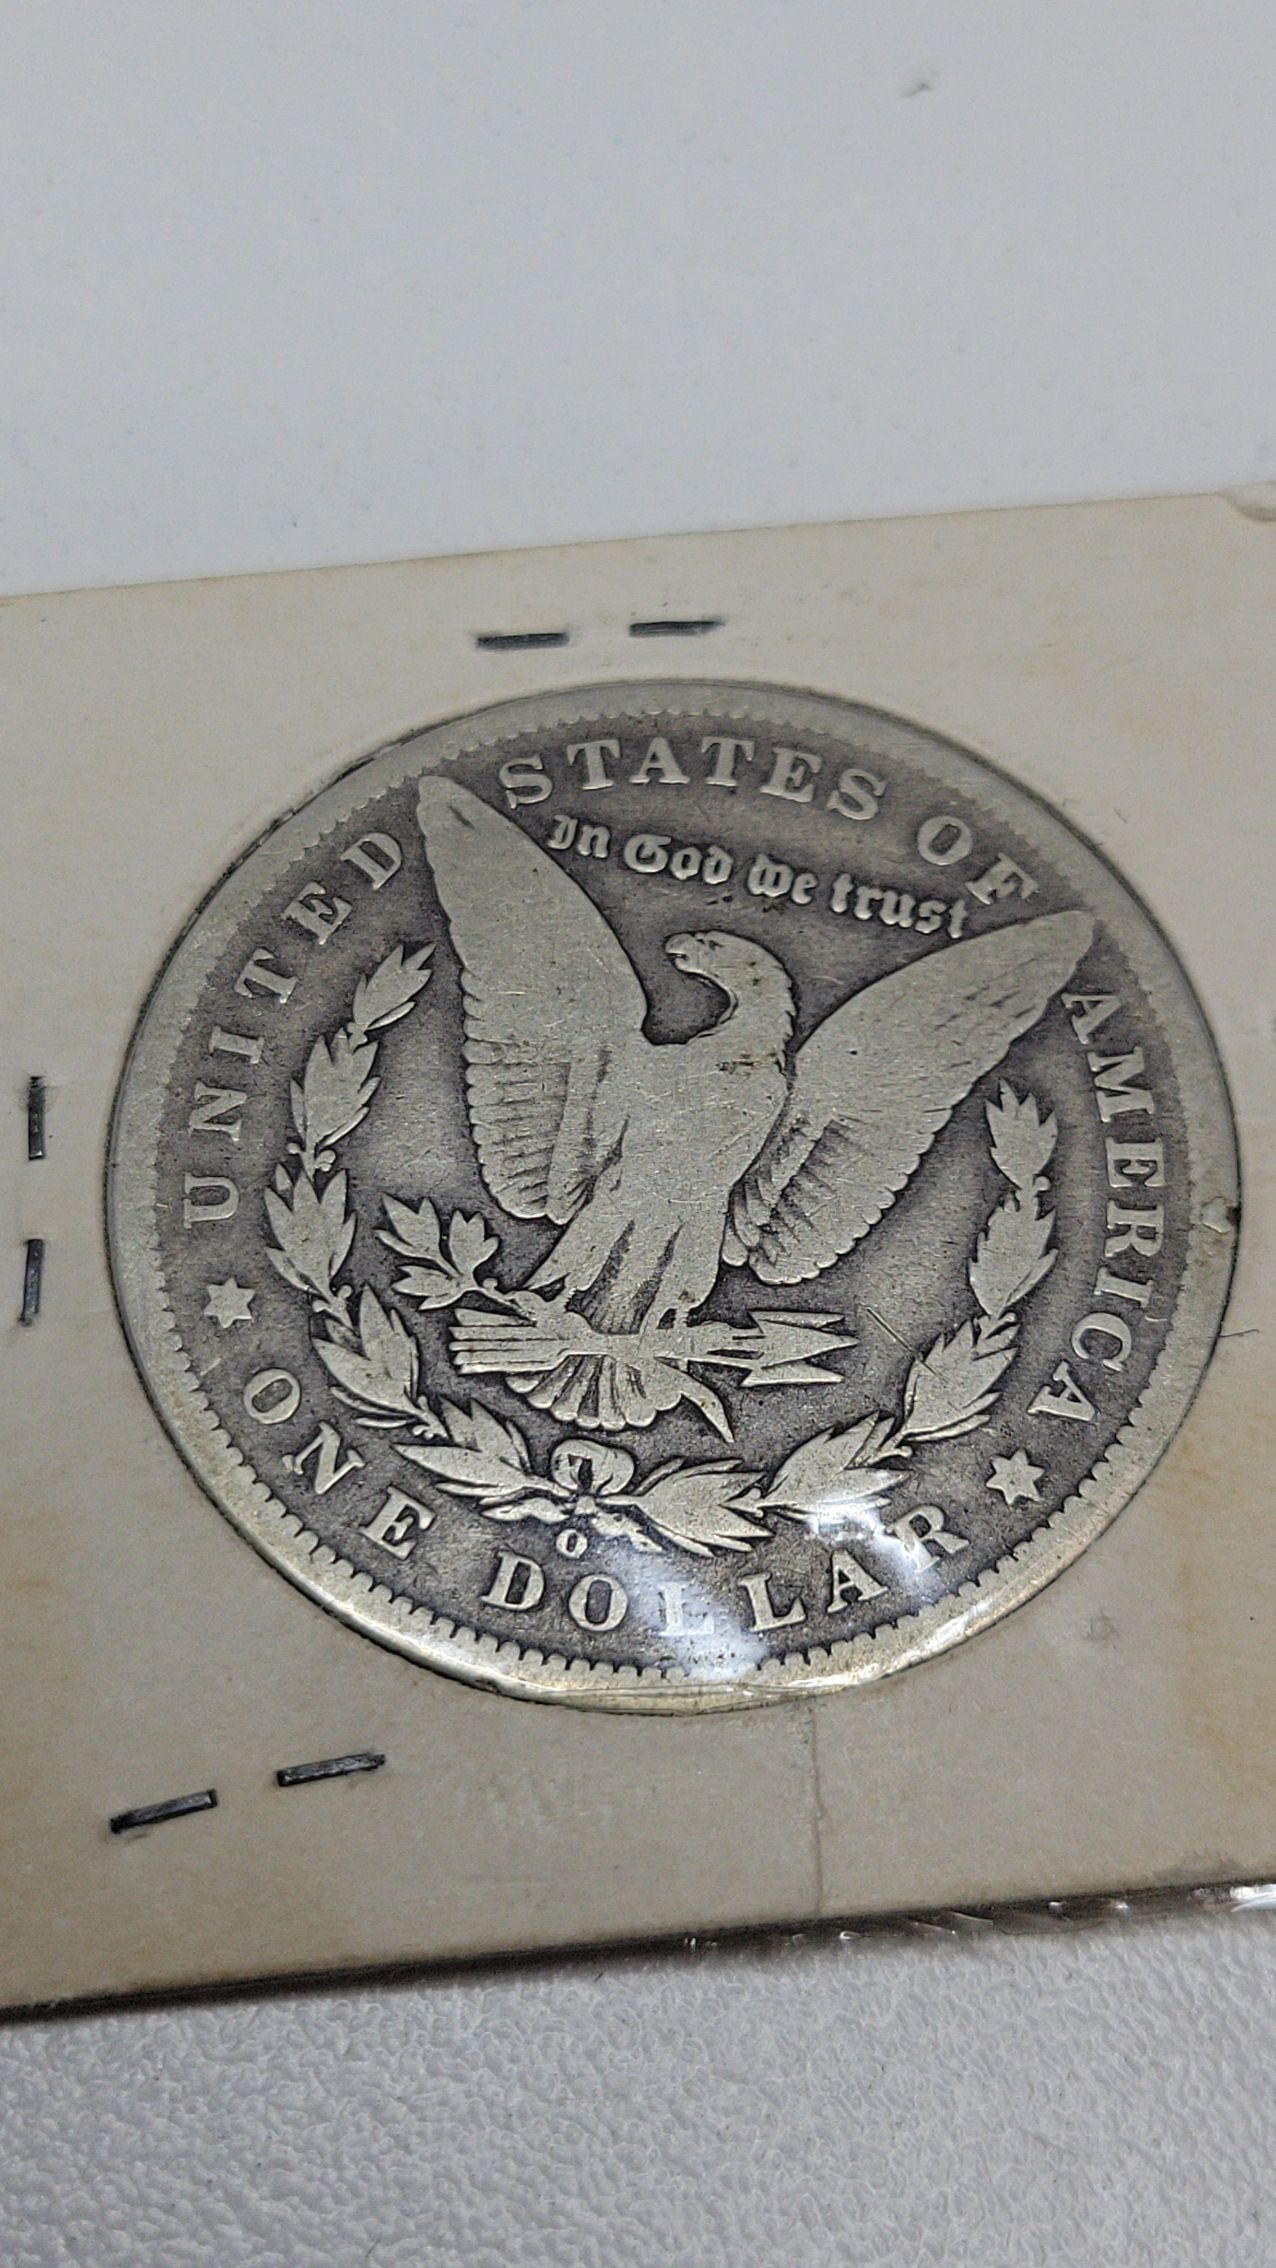 UNITED STATES OF AMERICA
In God we trust
O
ONE DOLLAR